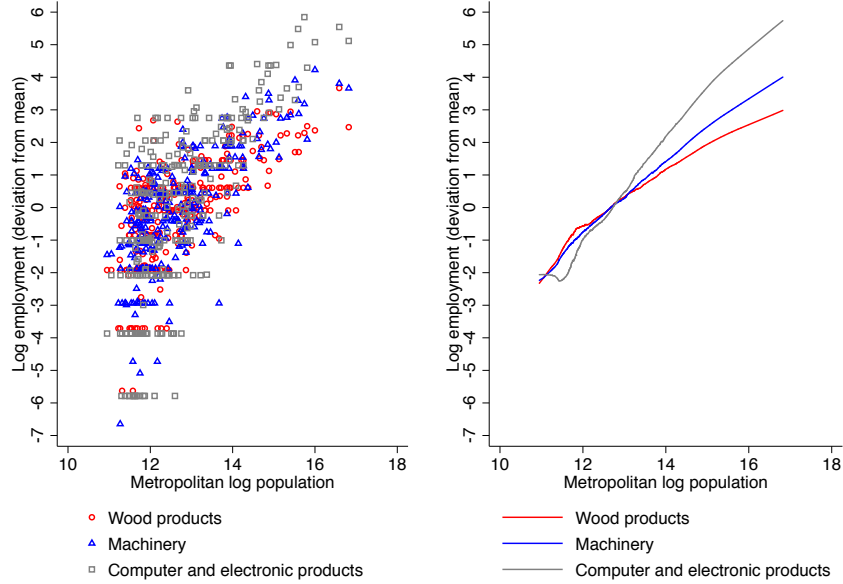 Log employment (deviation from mean)
6
5
4
3
2
1
0
-1
-2
-3
-4
-5
-6
-7
10 12 14 16 18
Metropolitan log population
Wood products
Machinery
Computer and electronic products
Log employment (deviation from mean)
6
5
4
3
2
1
0
-1
-2
-3
-4
-5
-6
-7
10 12 14 16 18
Metropolitan log population
Wood products
Machinery
Computer and electronic products